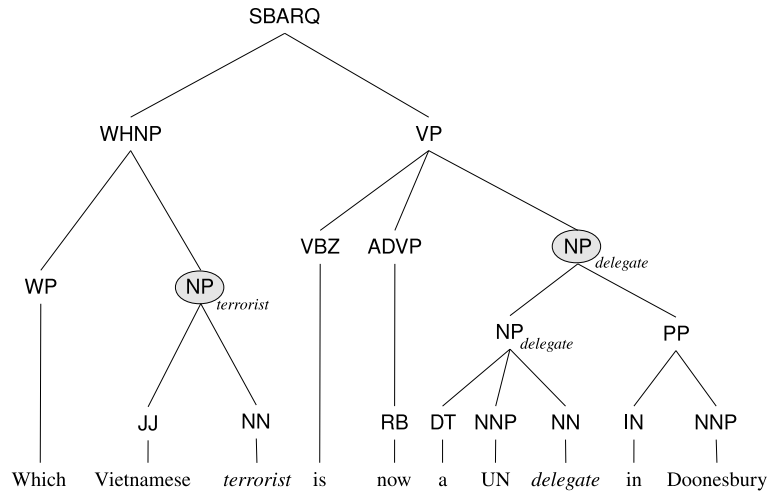 SBARQ
WHNP VP
VBZ ADVP NP delegate
WP NP terrorist
NP delegate PP
JJ NN RB DT NNP NN IN NNP
Which Vietnamese terrorist is now a UN delegate in Doonesbury